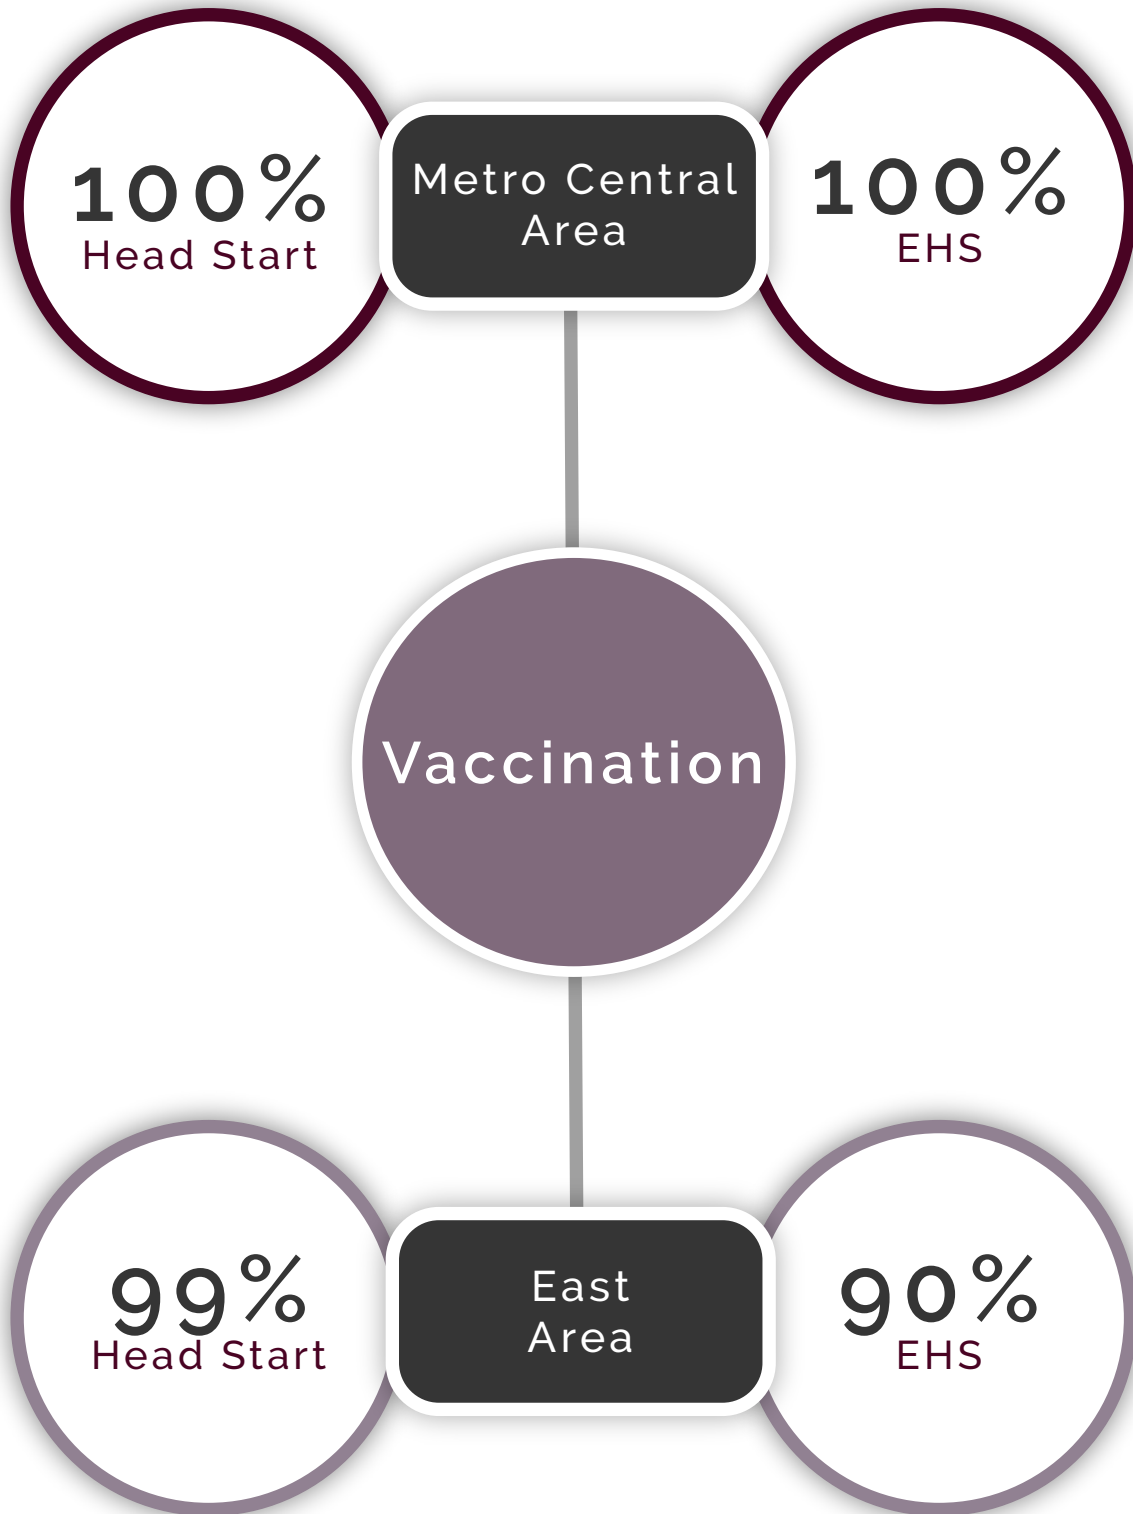 100%
Head Start
Metro Central
Area
100%
EHS
Vaccination
99%
Head Start
East
Area
90%
EHS